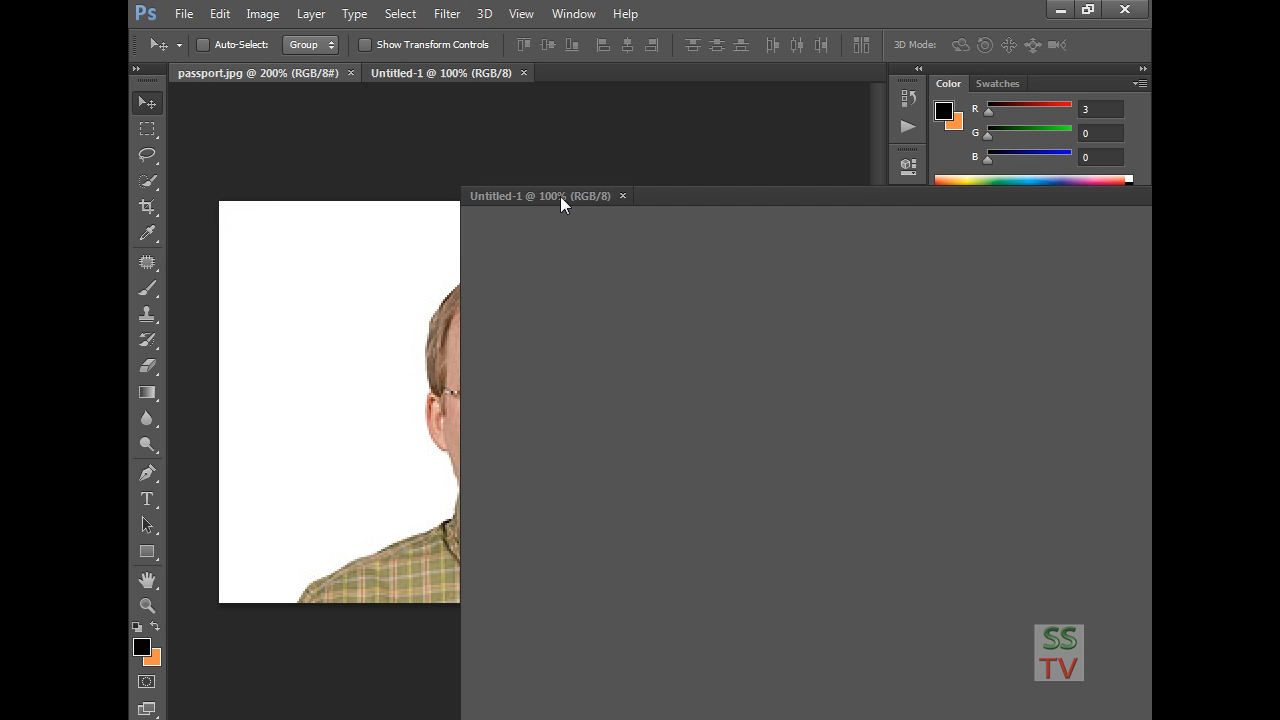 Ps File Edit Image Layer Type Select Filter 3D View Window Help
Auto-Select: Group Show Transform Controls 3D Mode:
passport.jpg @ 200% (RGB/8#) × Untitled-1 @ 100% (RGB/8) ×
Color Swatches
R 3
G 0
B 0
Untitled-1 @ 100% (RGB/8) ×
T
SS
TV